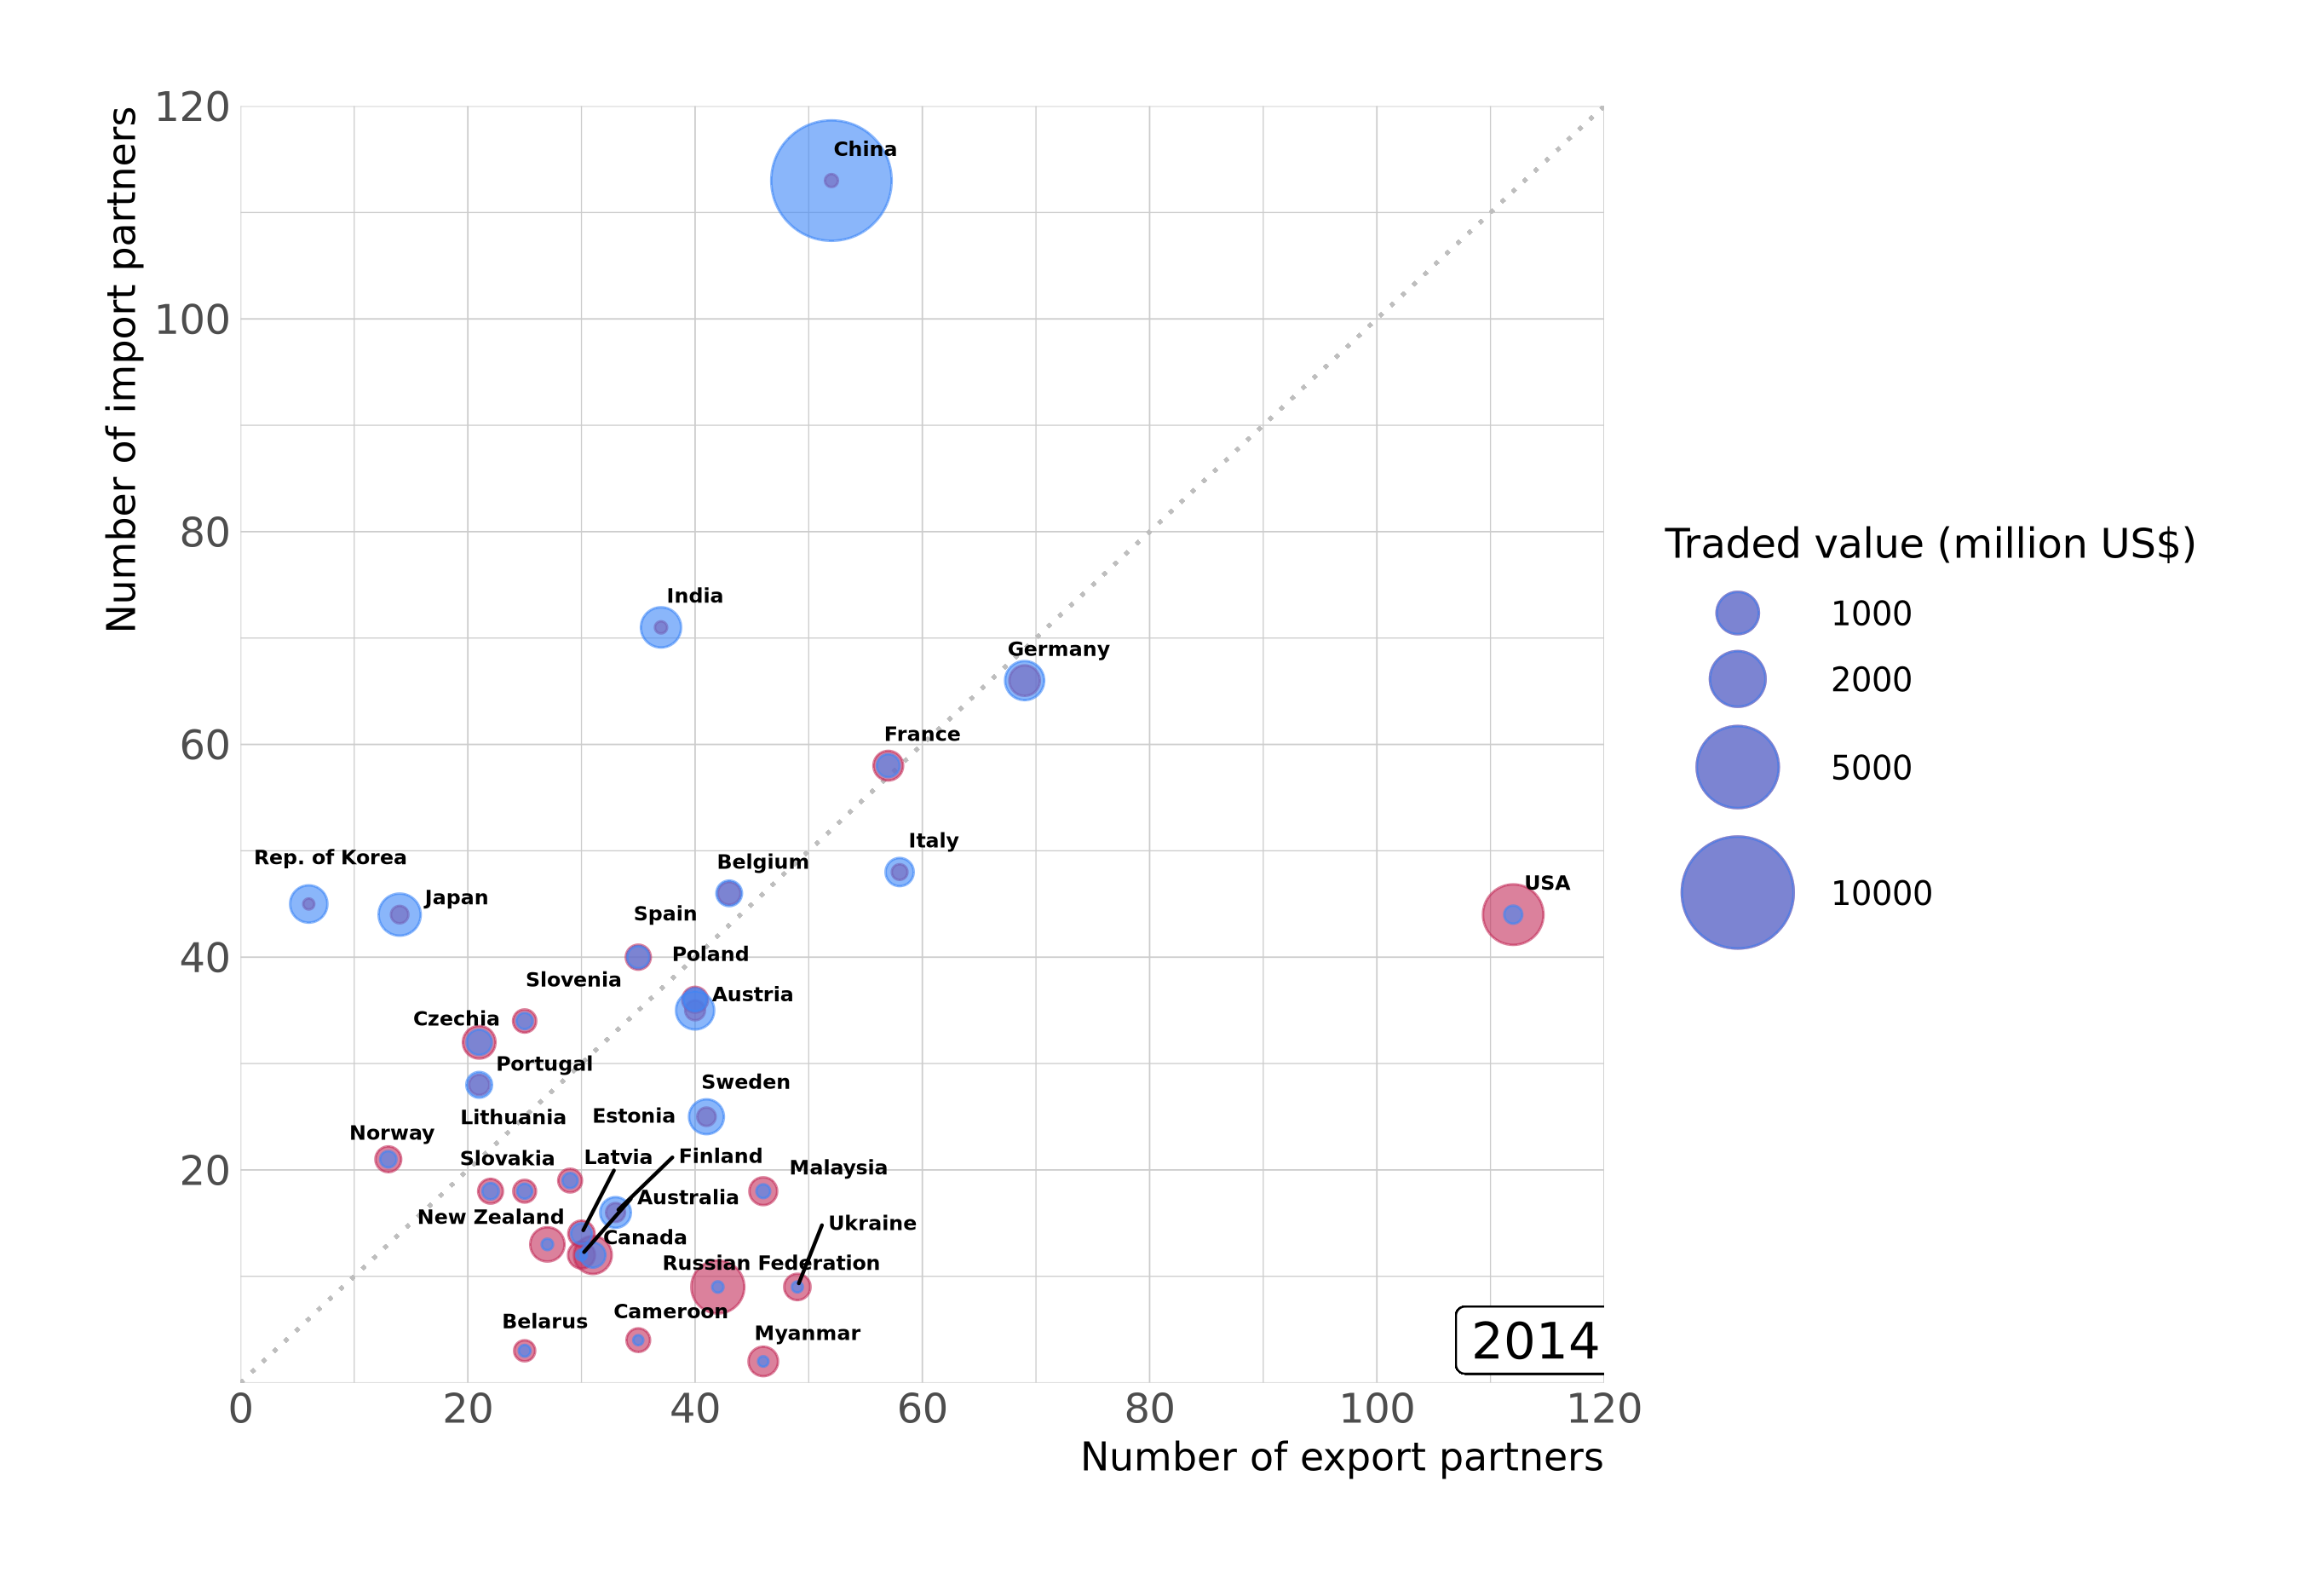 120
100
80
60
40
20
Number of import partners
China
India
Germany
France
Italy
Belgium
Rep. of Korea
Japan
USA
Spain
Poland
Slovenia
Austria
Czechia
Portugal
Sweden
Lithuania
Estonia
Norway
Slovakia
Latvia
Finland
Malaysia
Australia
New Zealand
Ukraine
Canada
Russian Federation
Cameroon
Belarus
Myanmar
2014
0 20 40 60 80 100 120
Number of export partners
Traded value (million US$)
1000
2000
5000
10000